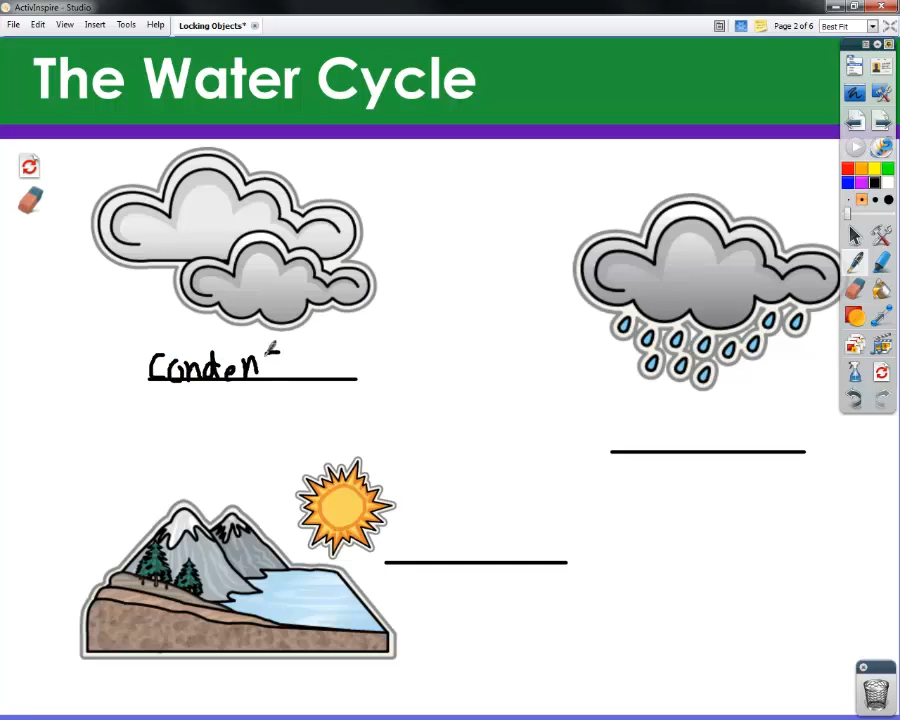 ActivInspire - Studio
File Edit View Insert Tools Help Locking Objects* Page 2 of 6 Best Fit
The Water Cycle
Conden